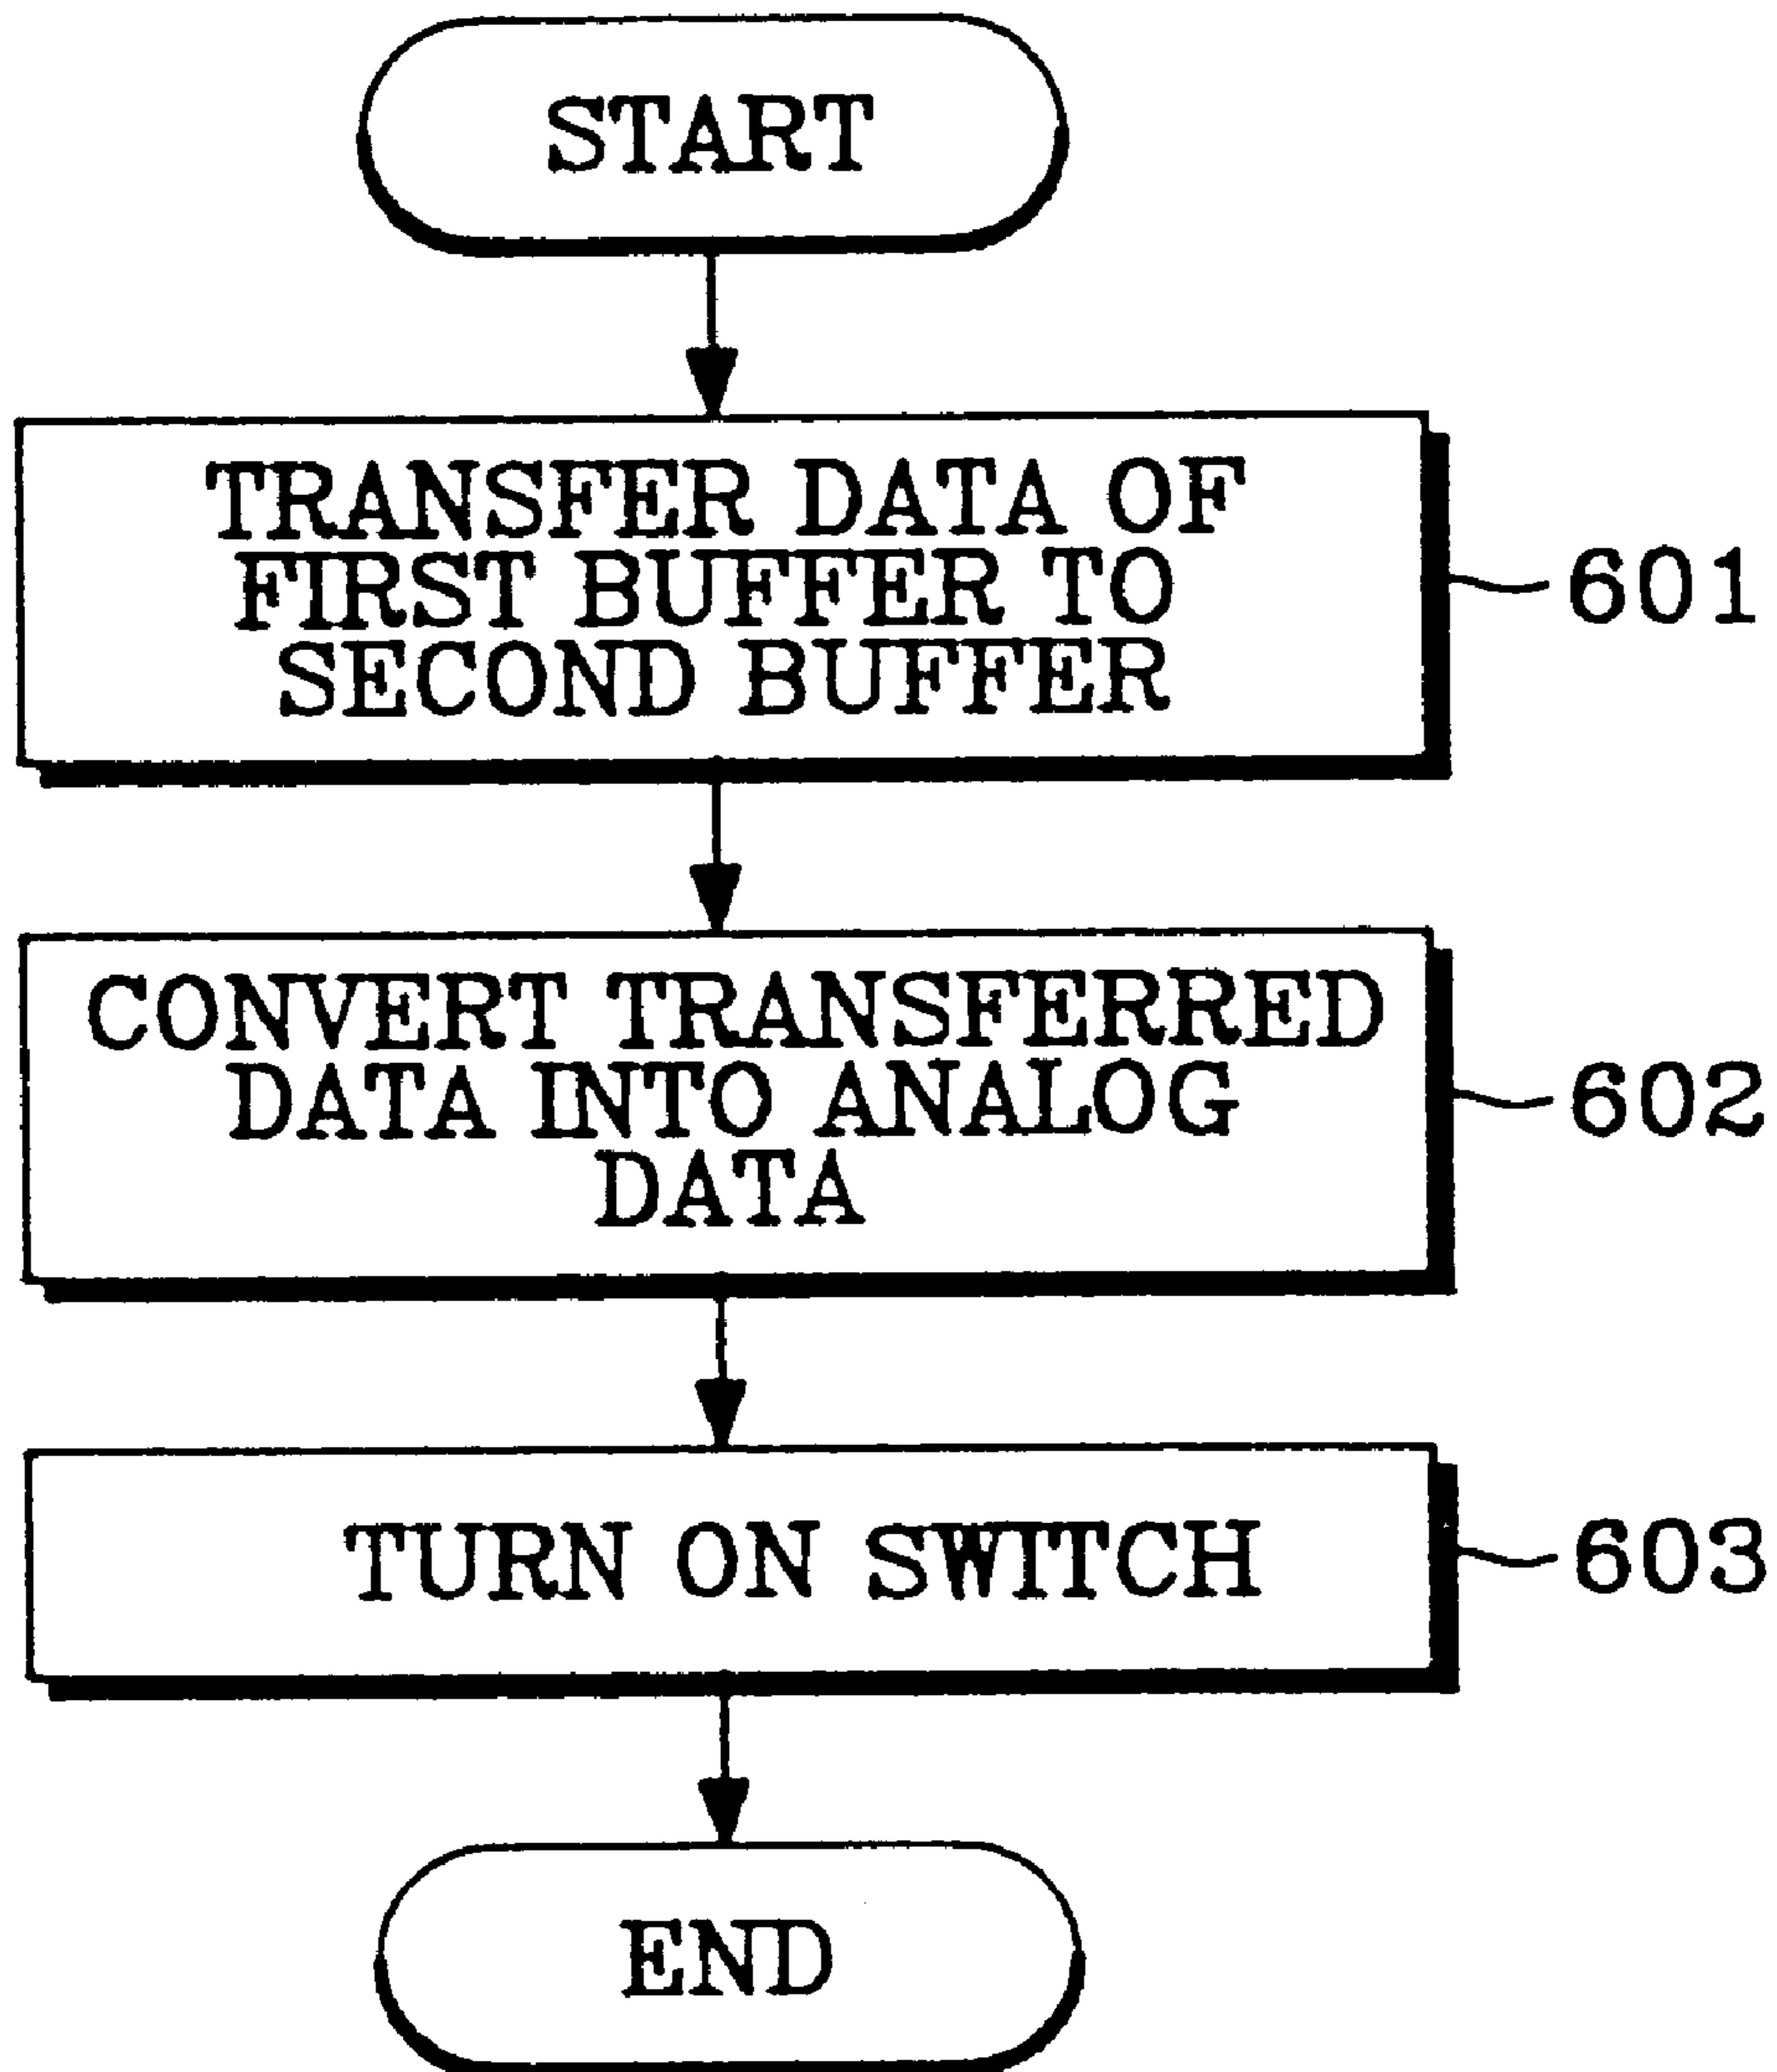 START
TRANSFER DATA OF
FIRST BUFFER TO
SECOND BUFFER
601
CONVERT TRANSFERRED
DATA INTO ANALOG
DATA
602
TURN ON SWITCH
603
END